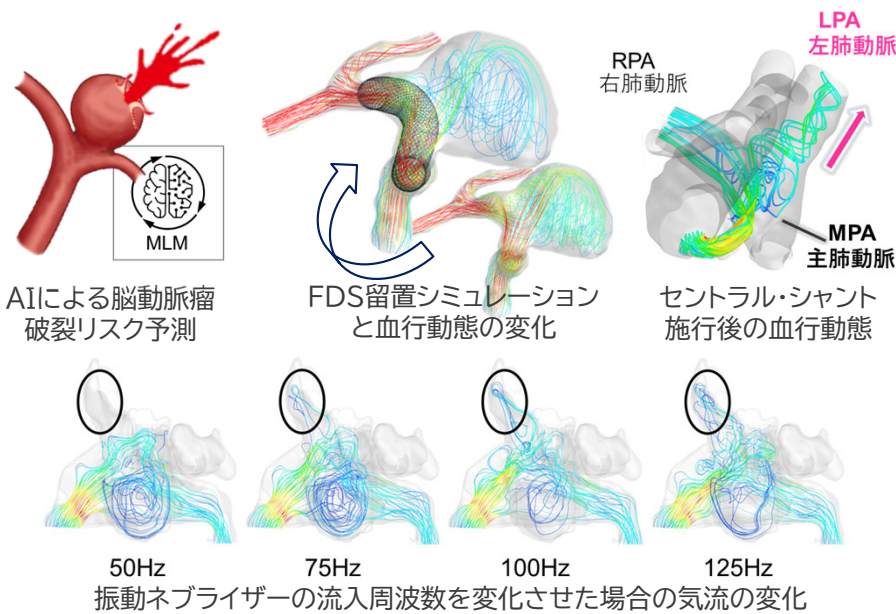 MLM
AIによる脳動脈瘤
破裂リスク予測
FDS留置シミュレーション
と血行動態の変化
RPA
右肺動脈
LPA
左肺動脈
MPA
主肺動脈
セントラル・シャント
施行後の血行動態
50Hz
75Hz
100Hz
125Hz
振動ネブライザーの流入周波数を変化させた場合の気流の変化